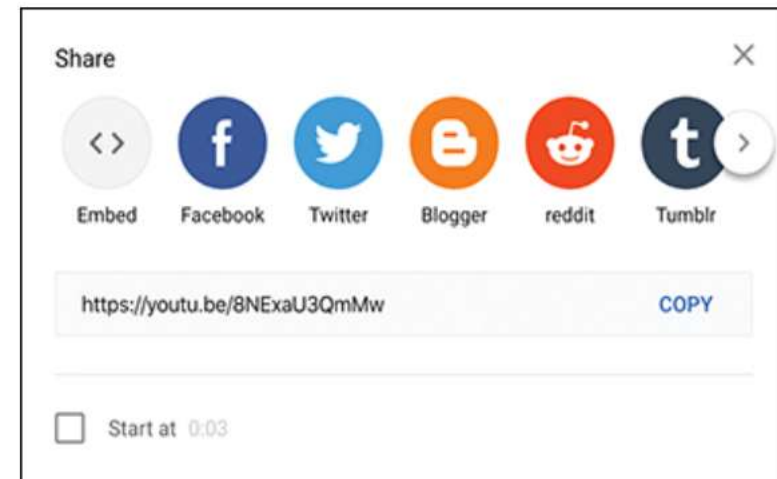 Share
Embed Facebook Twitter Blogger reddit Tumblr
https://youtu.be/8NExaU3QmMw COPY
Start at 0:03